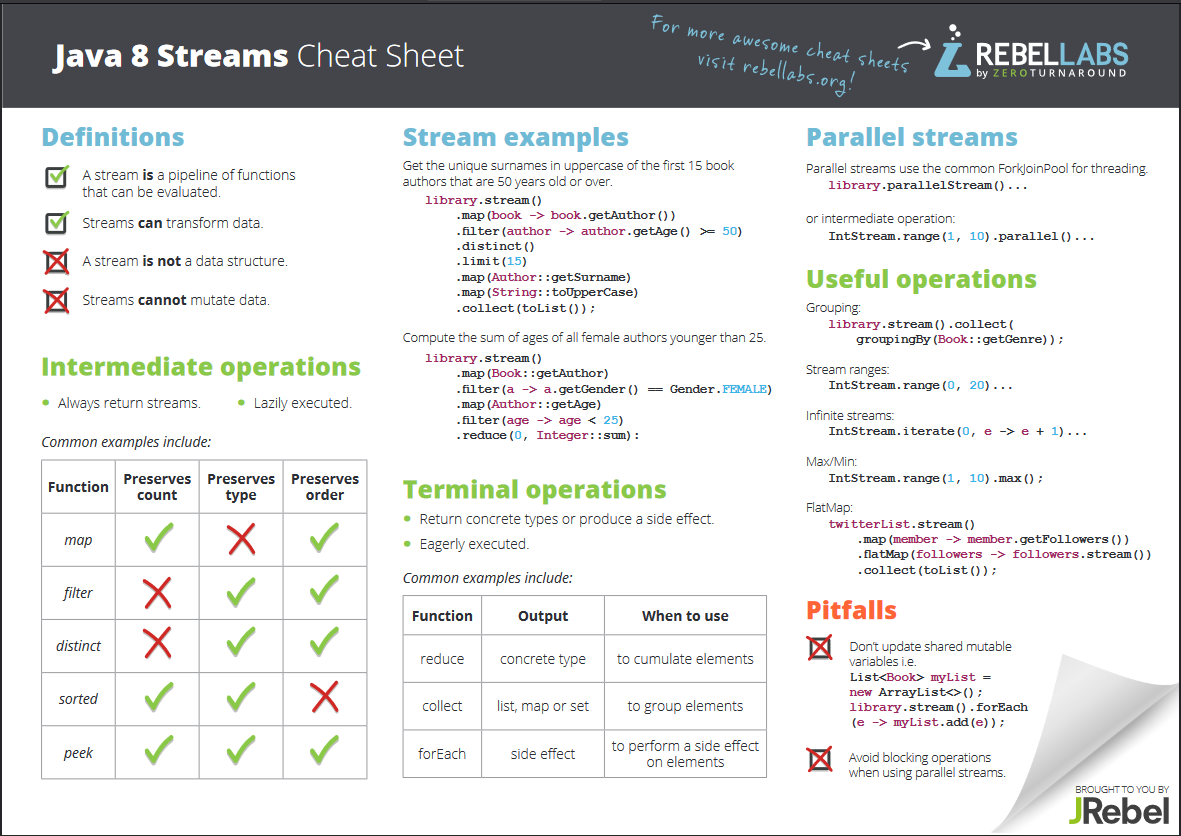 Java 8 Streams Cheat Sheet
For more awesome cheat sheets
visit rebellabs.org!
REBELLABS
by ZEROTURNAROUND
Definitions
A stream is a pipeline of functions
that can be evaluated.
Streams can transform data.
A stream is not a data structure.
Streams cannot mutate data.
Intermediate operations
Always return streams.
Lazily executed.
Common examples include:
Function Preserves count Preserves type Preserves order
map
filter
distinct
sorted
peek
Stream examples
Get the unique surnames in uppercase of the first 15 book
authors that are 50 years old or over.
library.stream()
.map(book -> book.getAuthor())
.filter(author -> author.getAge() >= 50)
.distinct()
.limit(15)
.map(Author::getSurname)
.map(String::toUpperCase)
.collect(toList());
Compute the sum of ages of all female authors younger than 25.
library.stream()
.map(Book::getAuthor)
.filter(a -> a.getGender() == Gender.FEMALE)
.map(Author::getAge)
.filter(age -> age < 25)
.reduce(0, Integer::sum):
Terminal operations
Return concrete types or produce a side effect.
Eagerly executed.
Common examples include:
Function Output When to use
reduce concrete type to cumulate elements
collect list, map or set to group elements
forEach side effect to perform a side effect
on elements
Parallel streams
Parallel streams use the common ForkJoinPool for threading.
library.parallelStream()...
or intermediate operation:
IntStream.range(1, 10).parallel()...
Useful operations
Grouping:
library.stream().collect(
groupingBy(Book::getGenre));
Stream ranges:
IntStream.range(0, 20)...
Infinite streams:
IntStream.iterate(0, e -> e + 1)...
Max/Min:
IntStream.range(1, 10).max();
FlatMap:
twitterList.stream()
.map(member -> member.getFollowers())
.flatMap(followers -> followers.stream())
.collect(toList());
Pitfalls
Don't update shared mutable
variables i.e.
List<Book> myList =
new ArrayList<>();
library.stream().forEach
(e -> myList.add(e));
Avoid blocking operations
when using parallel streams.
BROUGHT TO YOU BY
JRebel